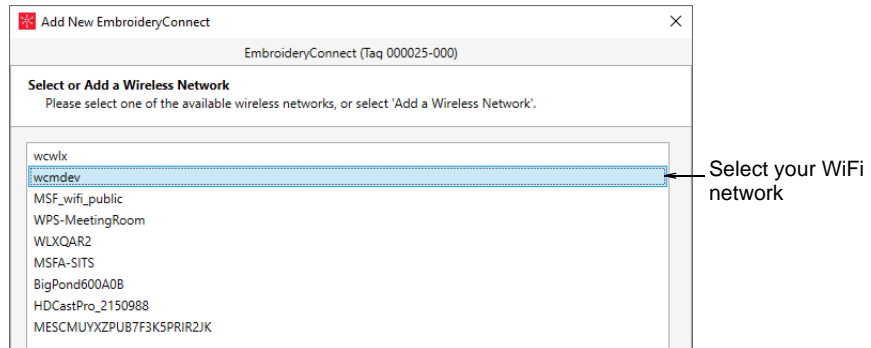 Add New EmbroideryConnect
EmbroideryConnect (Taq 000025-000)
Select or Add a Wireless Network
Please select one of the available wireless networks, or select 'Add a Wireless Network'.
wcwlx
wcmdev
MSF_wifi_public
WPS-MeetingRoom
WLXQAR2
MSFA-SITS
BigPond600A0B
HDCastPro_2150988
MESCMUYXZPUB7F3K5PRIR2JK
Select your WiFi
network